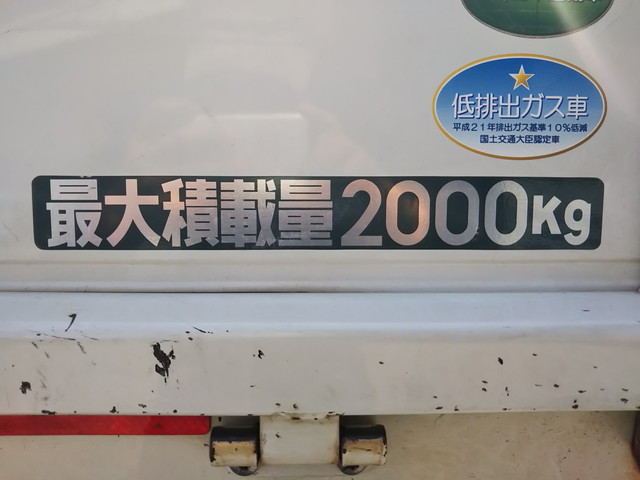 低排出ガス車
平成21年排出ガス基準10%低減
国土交通大臣認定車
最大積載量2000Kg